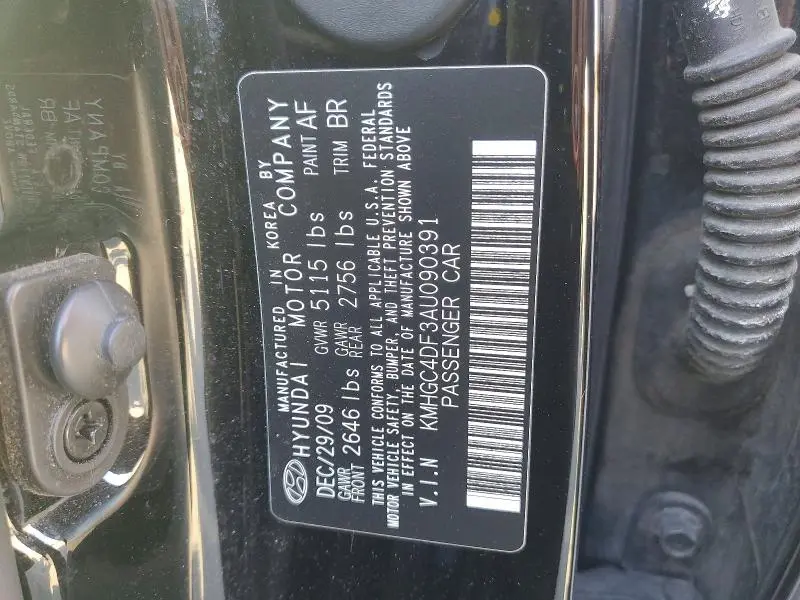 MANUFACTURED IN KOREA BY
HYUNDAI MOTOR COMPANY
DEC/29/09 GVWR 5115 lbs PAINT AF
GAWR FRONT 2646 lbs GAWR REAR 2756 lbs TRIM BR
THIS VEHICLE CONFORMS TO ALL APPLICABLE U.S.A. FEDERAL
MOTOR VEHICLE SAFETY, BUMPER, AND THEFT PREVENTION STANDARDS
IN EFFECT ON THE DATE OF MANUFACTURE SHOWN ABOVE
V.I.N KMHGC4DF3AU090391
PASSENGER CAR